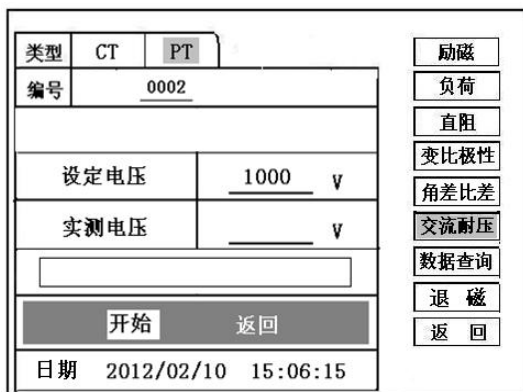 类型 CT PT
编号 0002
设定电压 1000 V
实测电压 V
开始 返回
日期 2012/02/10 15:06:15
励磁
负荷
直阻
变比极性
角差比差
交流耐压
数据查询
退 磁
返 回